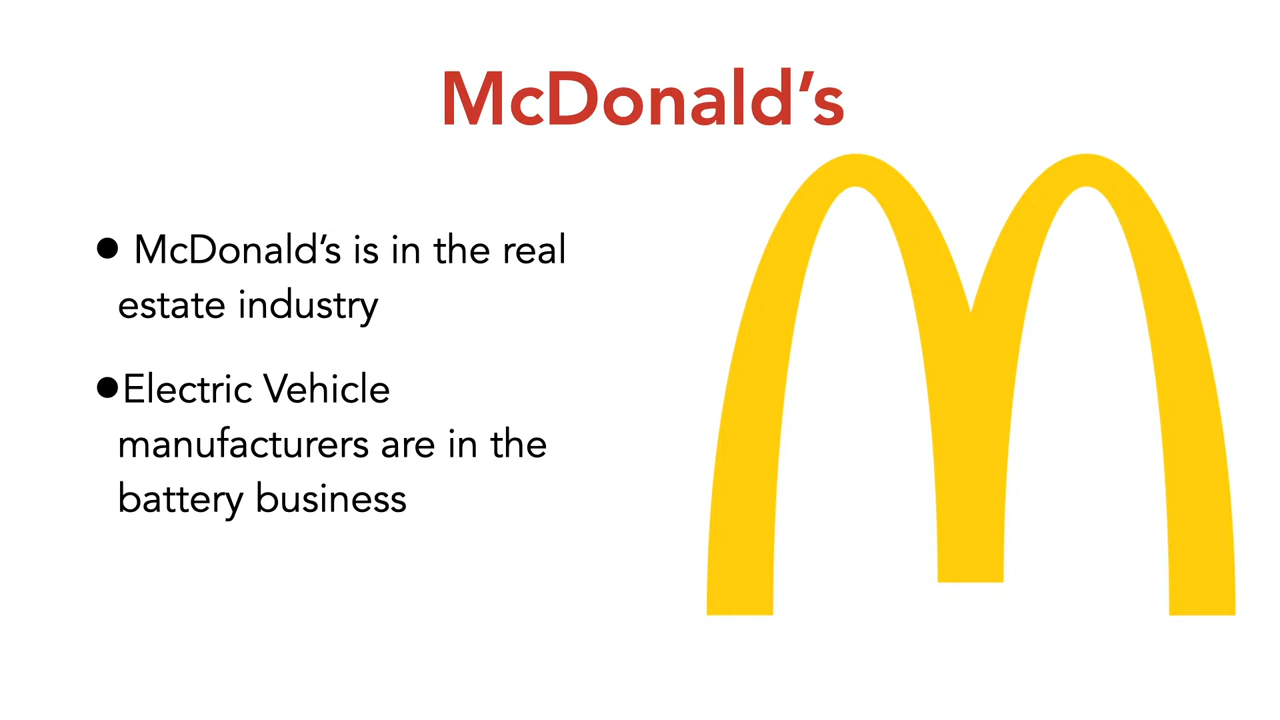 McDonald’s
● McDonald’s is in the real
estate industry
●Electric Vehicle
manufacturers are in the
battery business